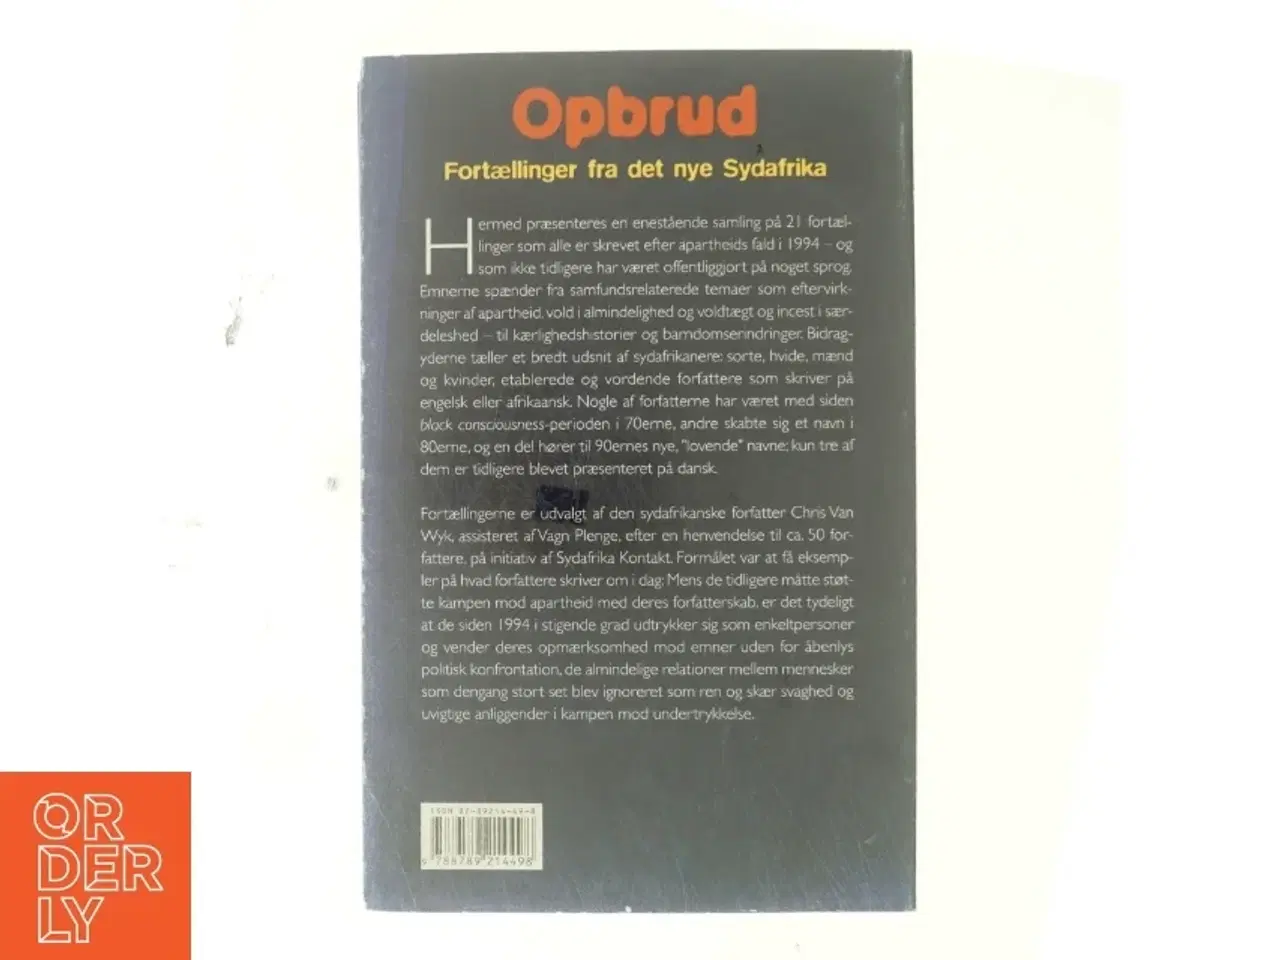 Opbrud
Fortællinger fra det nye Sydafrika
Hermed præsenteres en enestående samling på 21 fortæl-
linger som alle er skrevet efter apartheids fald i 1994 – og
som ikke tidligere har været offentliggjort på noget sprog.
Emnerne spænder fra samfundsrelaterede temaer som eftervirk-
ninger af apartheid, vold i almindelighed og voldtægt og incest i sær-
deleshed – til kærlighedshistorier og barndomserindringer. Bidrag-
yderne tæller et bredt udsnit af sydafrikanere: sorte, hvide, mænd
og kvinder, etablerede og vordende forfattere som skriver på
engelsk eller afrikaansk. Nogle af forfatterne har været med siden
black consciousness-perioden i 70erne, andre skabte sig et navn i
80erne, og en del hører til 90ernes nye, "lovende" navne; kun tre af
dem er tidligere blevet præsenteret på dansk.
Fortællingerne er udvalgt af den sydafrikanske forfatter Chris Van
Wyk, assisteret af Vagn Plenge, efter en henvendelse til ca. 50 for-
fattere, på initiativ af Sydafrika Kontakt. Formålet var at få eksemp-
ler på hvad forfattere skriver om i dag: Mens de tidligere måtte støt-
te kampen mod apartheid med deres forfatterskab, er det tydeligt
at de siden 1994 i stigende grad udtrykker sig som enkeltpersoner
og vender deres opmærksomhed mod emner uden for åbenlys
politisk konfrontation, de almindelige relationer mellem mennesker
som dengang stort set blev ignoreret som ren og skær svaghed og
uvigtige anliggender i kampen mod undertrykkelse.
ISBN 87-89214-49-8
9 788789 214498
OR
DER
LY